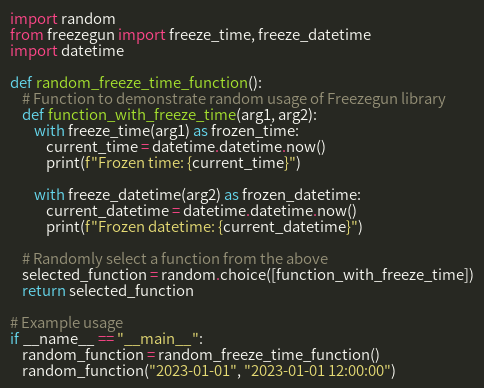 import random
from freezegun import freeze_time, freeze_datetime
import datetime

def random_freeze_time_function():
    # Function to demonstrate random usage of Freezegun library
    def function_with_freeze_time(arg1, arg2):
        with freeze_time(arg1) as frozen_time:
            current_time = datetime.datetime.now()
            print(f"Frozen time: {current_time}")

        with freeze_datetime(arg2) as frozen_datetime:
            current_datetime = datetime.datetime.now()
            print(f"Frozen datetime: {current_datetime}")

    # Randomly select a function from the above
    selected_function = random.choice([function_with_freeze_time])
    return selected_function

# Example usage
if __name__ == "__main__":
    random_function = random_freeze_time_function()
    random_function("2023-01-01", "2023-01-01 12:00:00")